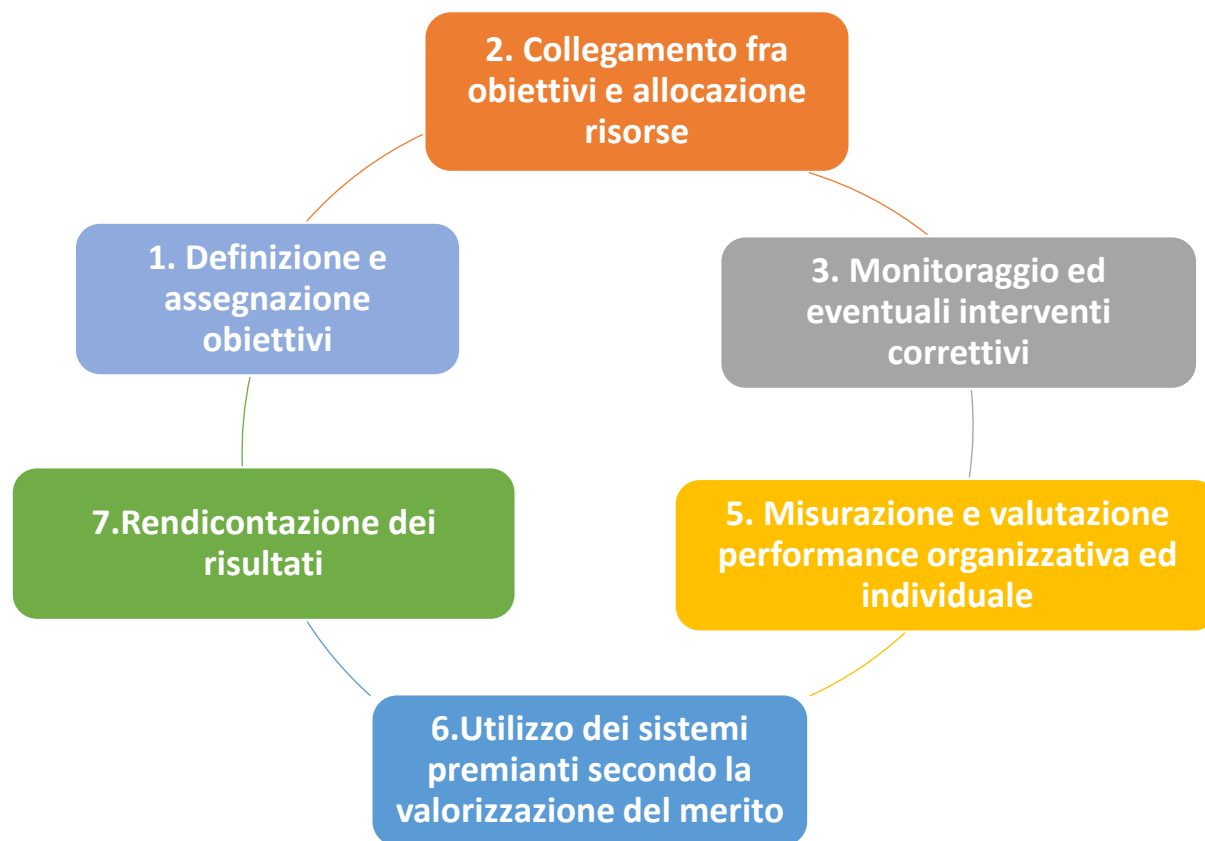 2. Collegamento fra
obiettivi e allocazione
risorse
1. Definizione e
assegnazione
obiettivi
3. Monitoraggio ed
eventuali interventi
correttivi
7.Rendicontazione dei
risultati
5. Misurazione e valutazione
performance organizzativa ed
individuale
6.Utilizzo dei sistemi
premianti secondo la
valorizzazione del merito